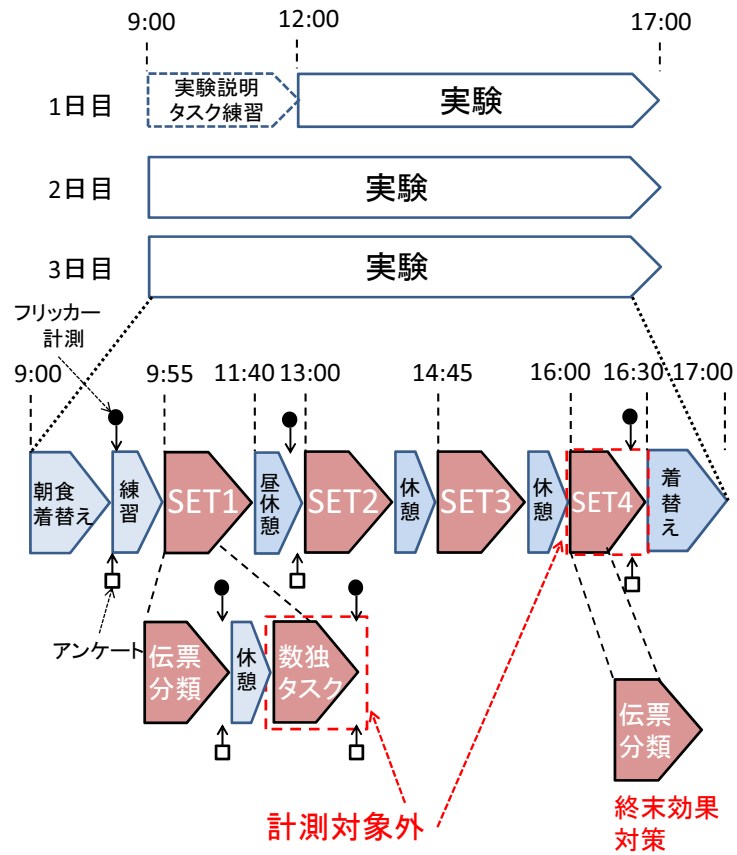 9:00
12:00
17:00
1日目
実験説明
タスク練習
実験
2日目
実験
3日目
実験
フリッカー
計測
9:00
9:55
11:40
13:00
14:45
16:00
16:30
17:00
朝食
着替え
練習
SET1
昼休憩
SET2
休憩
SET3
休憩
SET4
着替え
アンケート
伝票
分類
休憩
数独
タスク
伝票
分類
計測対象外
終末効果
対策